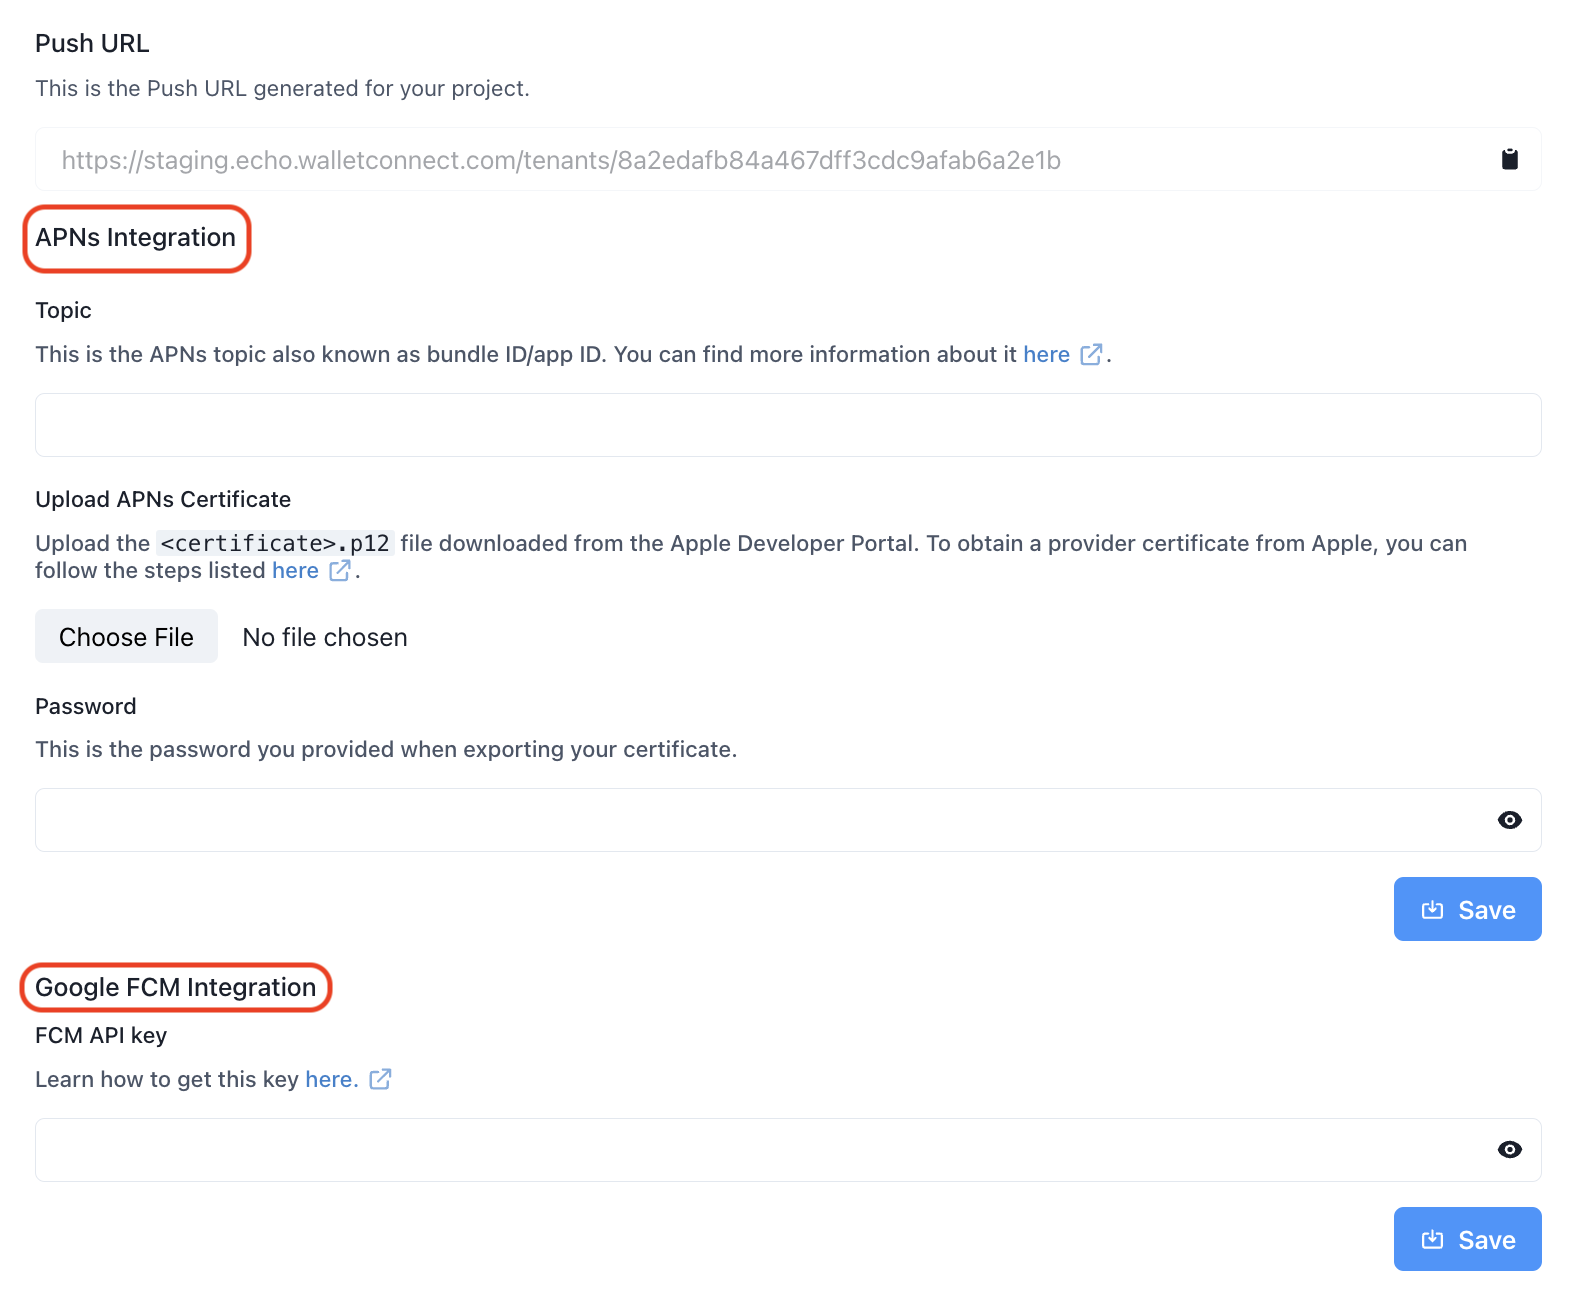 Push URL
This is the Push URL generated for your project.
https://staging.echo.walletconnect.com/tenants/8a2edafb84a467dff3cdc9afab6a2e1b
APNs Integration
Topic
This is the APNs topic also known as bundle ID/app ID. You can find more information about it here.
Upload APNs Certificate
Upload the <certificate>.p12 file downloaded from the Apple Developer Portal. To obtain a provider certificate from Apple, you can
follow the steps listed here.
Choose File No file chosen
Password
This is the password you provided when exporting your certificate.
Save
Google FCM Integration
FCM API key
Learn how to get this key here.
Save